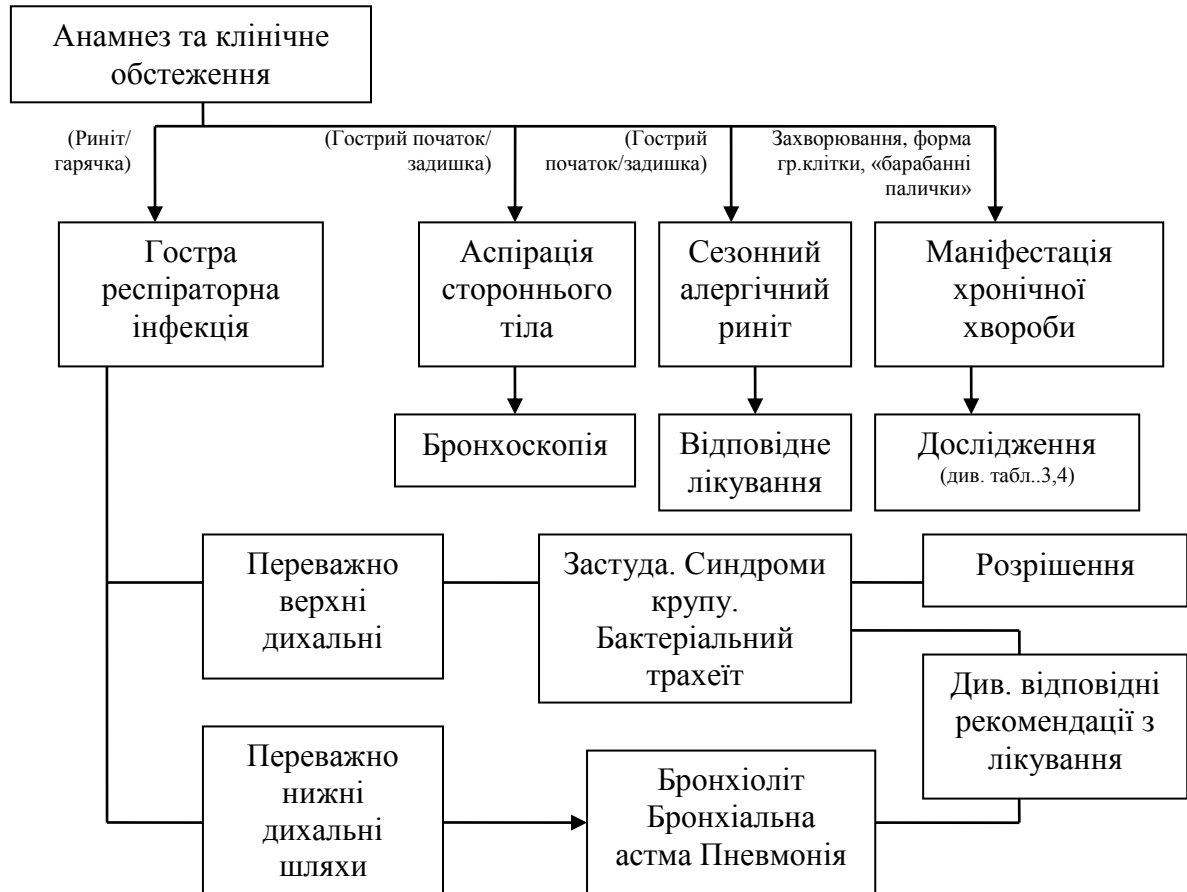 Анамнез та клінічне
обстеження
(Риніт/
гарячка)
(Гострий початок/
задишка)
(Гострий
початок/задишка)
Захворювання, форма
гр.клітки, «барабанні
палички»
Гостра
респіраторна
інфекція
Аспірація
стороннього
тіла
Сезонний
алергічний
риніт
Маніфестація
хронічної
хвороби
Бронхоскопія
Відповідне
лікування
Дослідження
(див. табл..3,4)
Переважно
верхні
дихальні
Застуда. Синдроми
крупу.
Бактеріальний
трахеїт
Розрішення
Див. відповідні
рекомендації з
лікування
Переважно
нижні
дихальні
шляхи
Бронхіоліт
Бронхіальна
астма Пневмонія